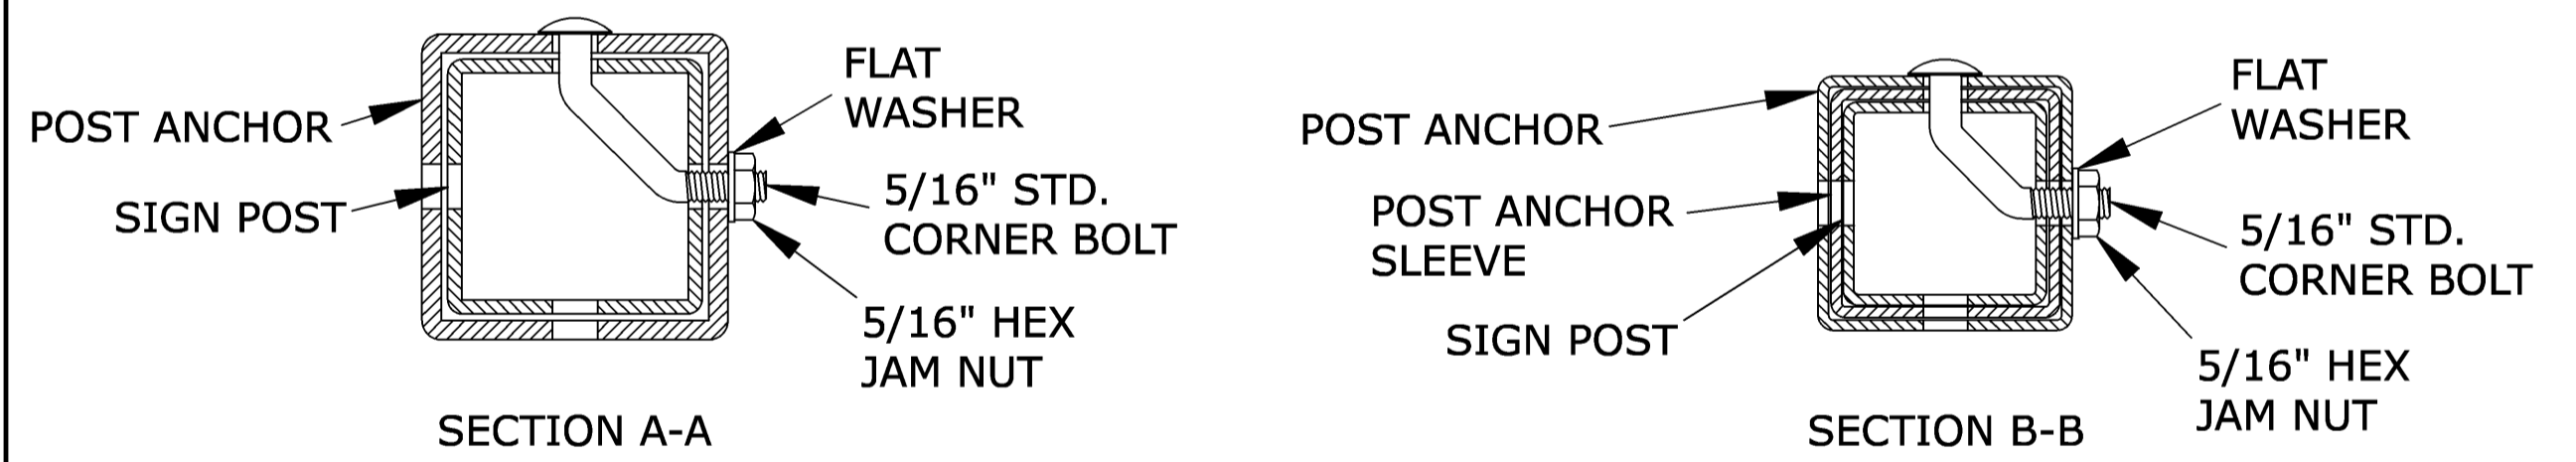 POST ANCHOR
SIGN POST
FLAT
WASHER
5/16" STD.
CORNER BOLT
5/16" HEX
JAM NUT
SECTION A-A
POST ANCHOR
POST ANCHOR
SLEEVE
SIGN POST
FLAT
WASHER
5/16" STD.
CORNER BOLT
5/16" HEX
JAM NUT
SECTION B-B